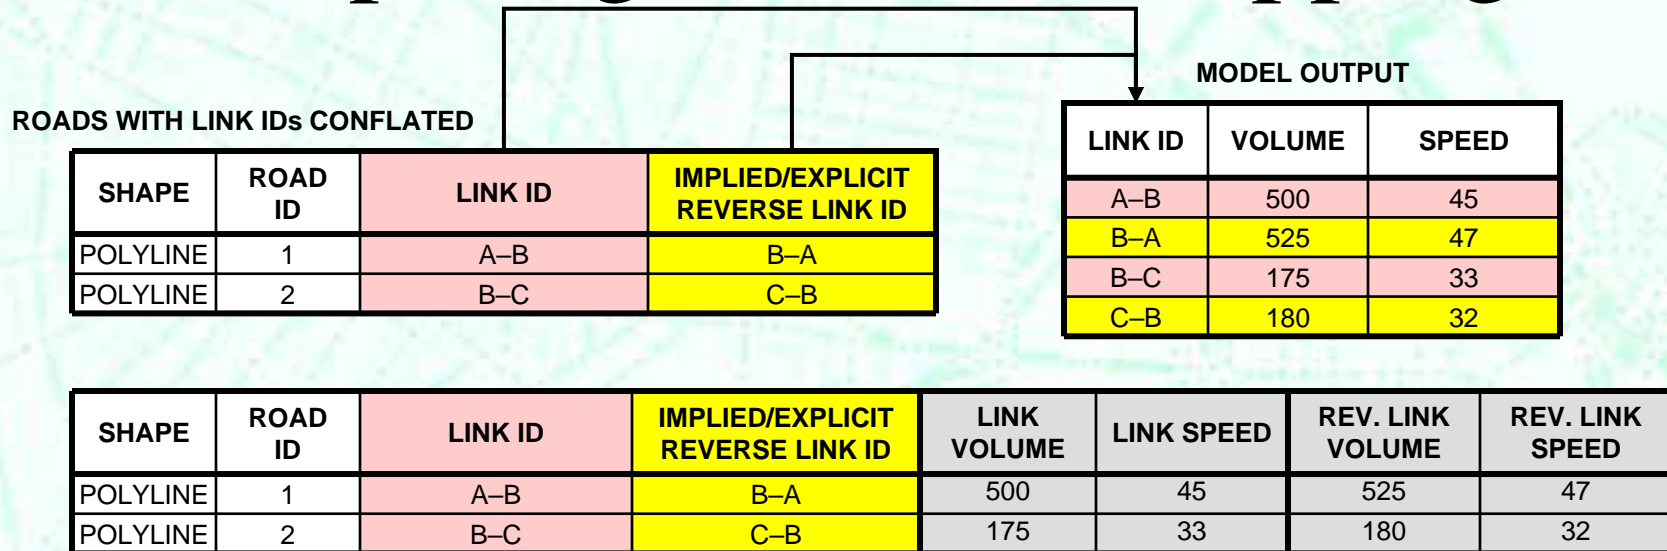 MODEL OUTPUT
ROADS WITH LINK IDs CONFLATED
SHAPE ROAD ID LINK ID IMPLIED/EXPLICIT REVERSE LINK ID
POLYLINE 1 A–B B–A
POLYLINE 2 B–C C–B
LINK ID VOLUME SPEED
A–B 500 45
B–A 525 47
B–C 175 33
C–B 180 32
SHAPE ROAD ID LINK ID IMPLIED/EXPLICIT REVERSE LINK ID LINK VOLUME LINK SPEED REV. LINK VOLUME REV. LINK SPEED
POLYLINE 1 A–B B–A 500 45 525 47
POLYLINE 2 B–C C–B 175 33 180 32